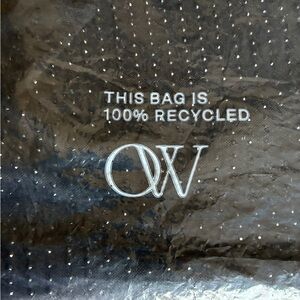 THIS BAG IS
100% RECYCLED.
OW